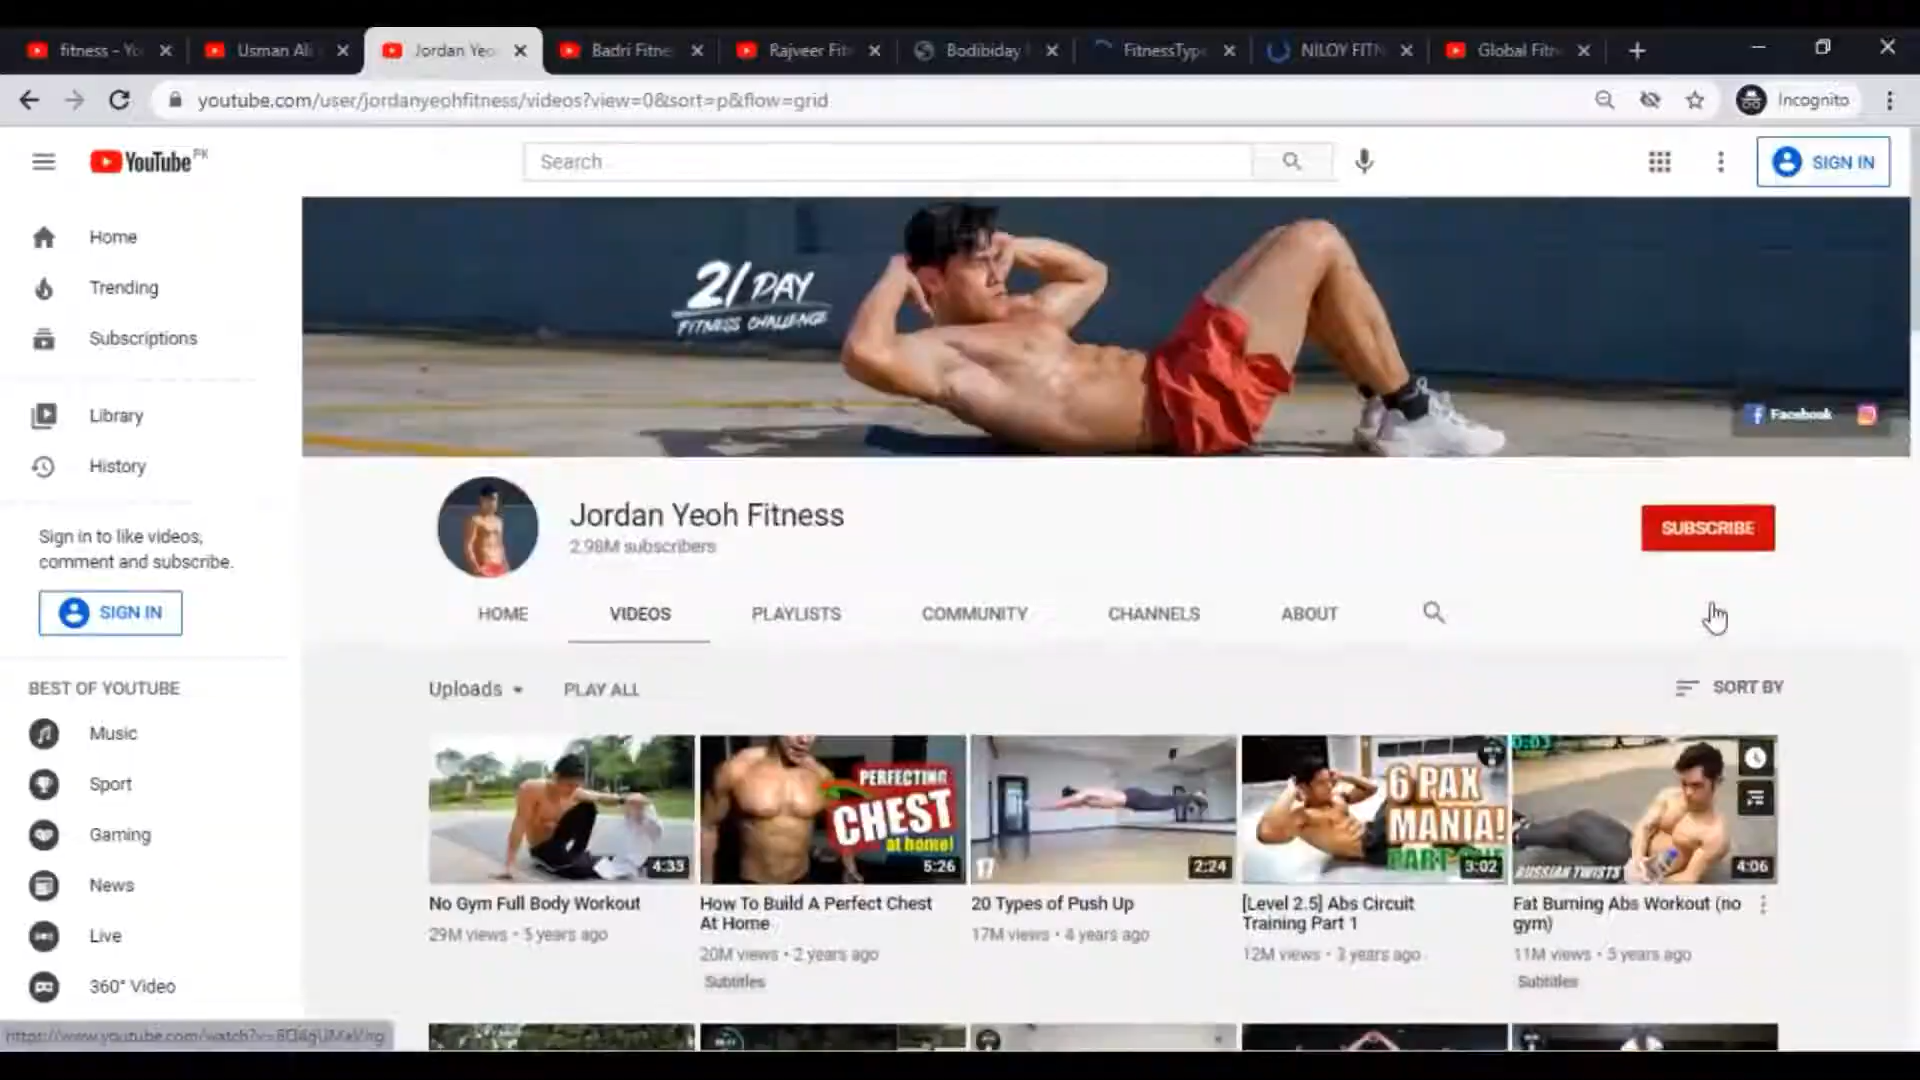 fitness - Yo
Usman Ali
Jordan Yeo
Badri Fitne
Rajveer Fit
Bodibiday
FitnessType
NILOY FITN
Global Fitn
youtube.com/user/jordanyeohfitness/videos?view=0&sort=p&flow=grid
Incognito
YouTube PK
Search
SIGN IN
Home
Trending
Subscriptions
Library
History
Sign in to like videos,
comment and subscribe.
SIGN IN
BEST OF YOUTUBE
Music
Sport
Gaming
News
Live
360° Video
21 DAY
FITNESS CHALLENGE
Facebook
Jordan Yeoh Fitness
2.98M subscribers
SUBSCRIBE
HOME VIDEOS PLAYLISTS COMMUNITY CHANNELS ABOUT
Uploads PLAY ALL
SORT BY
4:33
No Gym Full Body Workout
29M views • 5 years ago
PERFECTING
CHEST
at home!
5:26
How To Build A Perfect Chest
At Home
20M views • 2 years ago
Subtitles
17
2:24
20 Types of Push Up
17M views • 4 years ago
6 PAX
MANIA!
3:02
[Level 2.5] Abs Circuit
Training Part 1
12M views • 3 years ago
0:03
RUSSIAN TWISTS
4:06
Fat Burning Abs Workout (no
gym)
11M views • 5 years ago
Subtitles